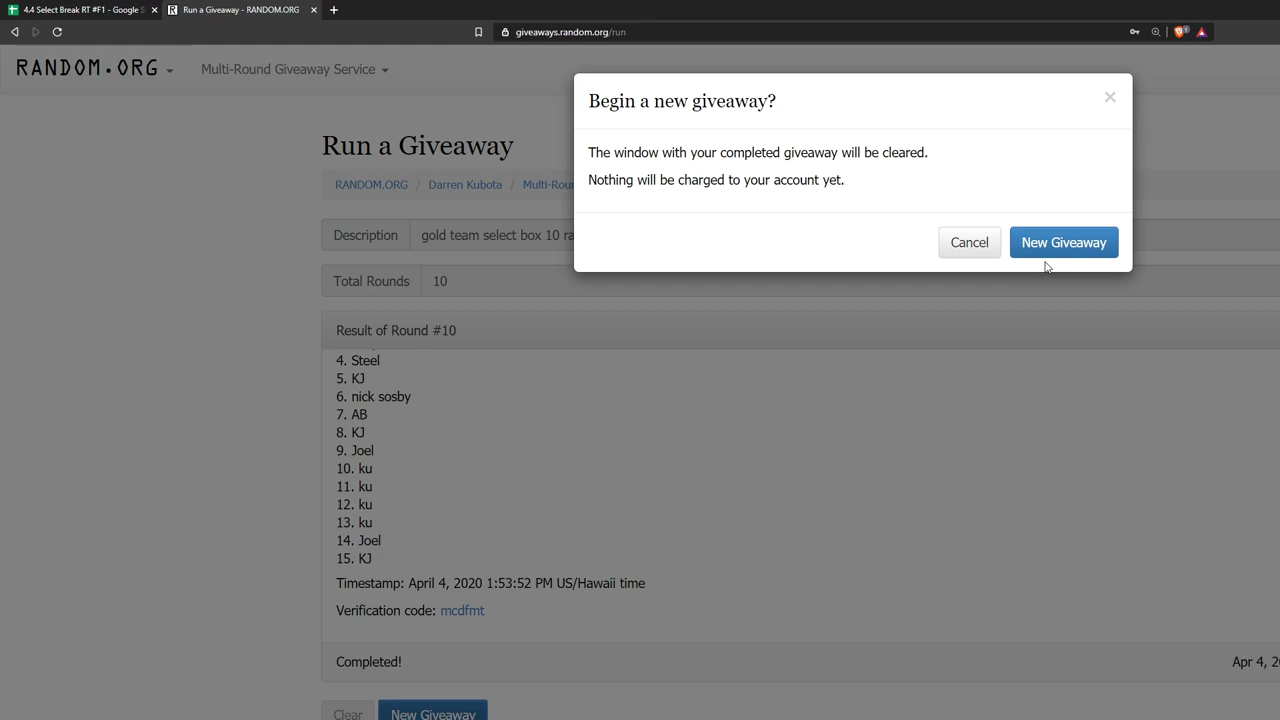 4.4 Select Break RT #F1 - Google S
Run a Giveaway - RANDOM.ORG
giveaways.random.org/run
RANDOM.ORG
Multi-Round Giveaway Service
Begin a new giveaway?
The window with your completed giveaway will be cleared.
Nothing will be charged to your account yet.
Cancel
New Giveaway
Run a Giveaway
RANDOM.ORG / Darren Kubota / Multi-Roun
Description
gold team select box 10 ra
Total Rounds
10
Result of Round #10
4. Steel
5. KJ
6. nick sosby
7. AB
8. KJ
9. Joel
10. ku
11. ku
12. ku
13. ku
14. Joel
15. KJ
Timestamp: April 4, 2020 1:53:52 PM US/Hawaii time
Verification code: mcdfmt
Completed!
Apr 4, 20
Clear
New Giveaway